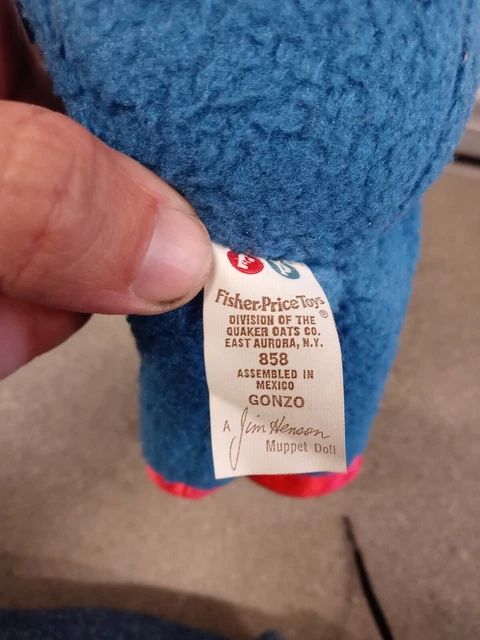 Fisher-Price Toys®
DIVISION OF THE
QUAKER OATS CO.
EAST AURORA, N.Y.
858
ASSEMBLED IN
MEXICO
GONZO
A Jim Henson
Muppet Doll